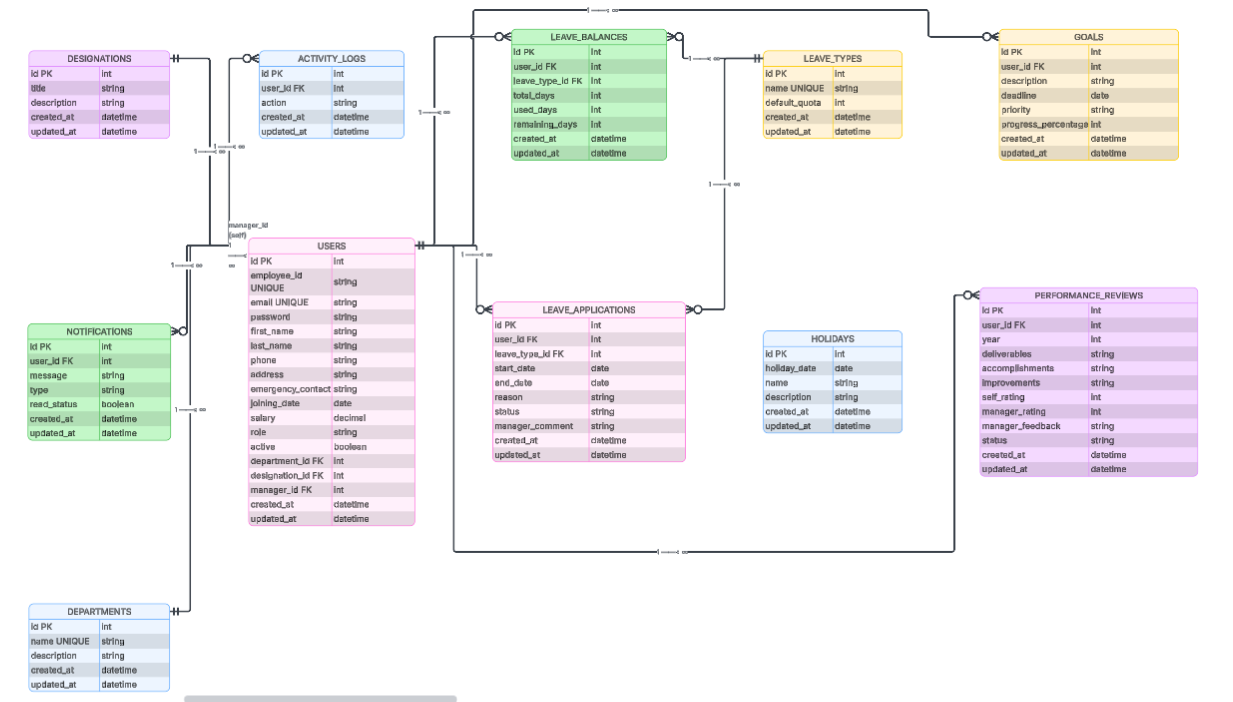 DESIGNATIONS
id PK int
title string
description string
created_at datetime
updated_at datetime
ACTIVITY_LOGS
id PK int
user_id FK int
action string
created_at datetime
updated_at datetime
LEAVE_BALANCES
id PK int
user_id FK int
leave_type_id FK int
total_days int
used_days int
remaining_days int
created_at datetime
updated_at datetime
LEAVE_TYPES
id PK int
name UNIQUE string
default_quota int
created_at datetime
updated_at datetime
GOALS
id PK int
user_id FK int
description string
deadline date
priority string
progress_percentage int
created_at datetime
updated_at datetime
manager_id
(self)
USERS
id PK int
employee_id
UNIQUE string
email UNIQUE string
password string
first_name string
last_name string
phone string
address string
emergency_contact string
joining_date date
salary decimal
role string
active boolean
department_id FK int
designation_id FK int
manager_id FK int
created_at datetime
updated_at datetime
NOTIFICATIONS
id PK int
user_id FK int
message string
type string
read_status boolean
created_at datetime
updated_at datetime
LEAVE_APPLICATIONS
id PK int
user_id FK int
leave_type_id FK int
start_date date
end_date date
reason string
status string
manager_comment string
created_at datetime
updated_at datetime
HOLIDAYS
id PK int
holiday_date date
name string
description string
created_at datetime
updated_at datetime
PERFORMANCE_REVIEWS
id PK int
user_id FK int
year int
deliverables string
accomplishments string
improvements string
self_rating int
manager_rating int
manager_feedback string
status string
created_at datetime
updated_at datetime
DEPARTMENTS
id PK int
name UNIQUE string
description string
created_at datetime
updated_at datetime
1 ∞
1 ∞
1 ∞
1 ∞
1 ∞
1 ∞
1 ∞
1 ∞
1 ∞
1 ∞
1 ∞